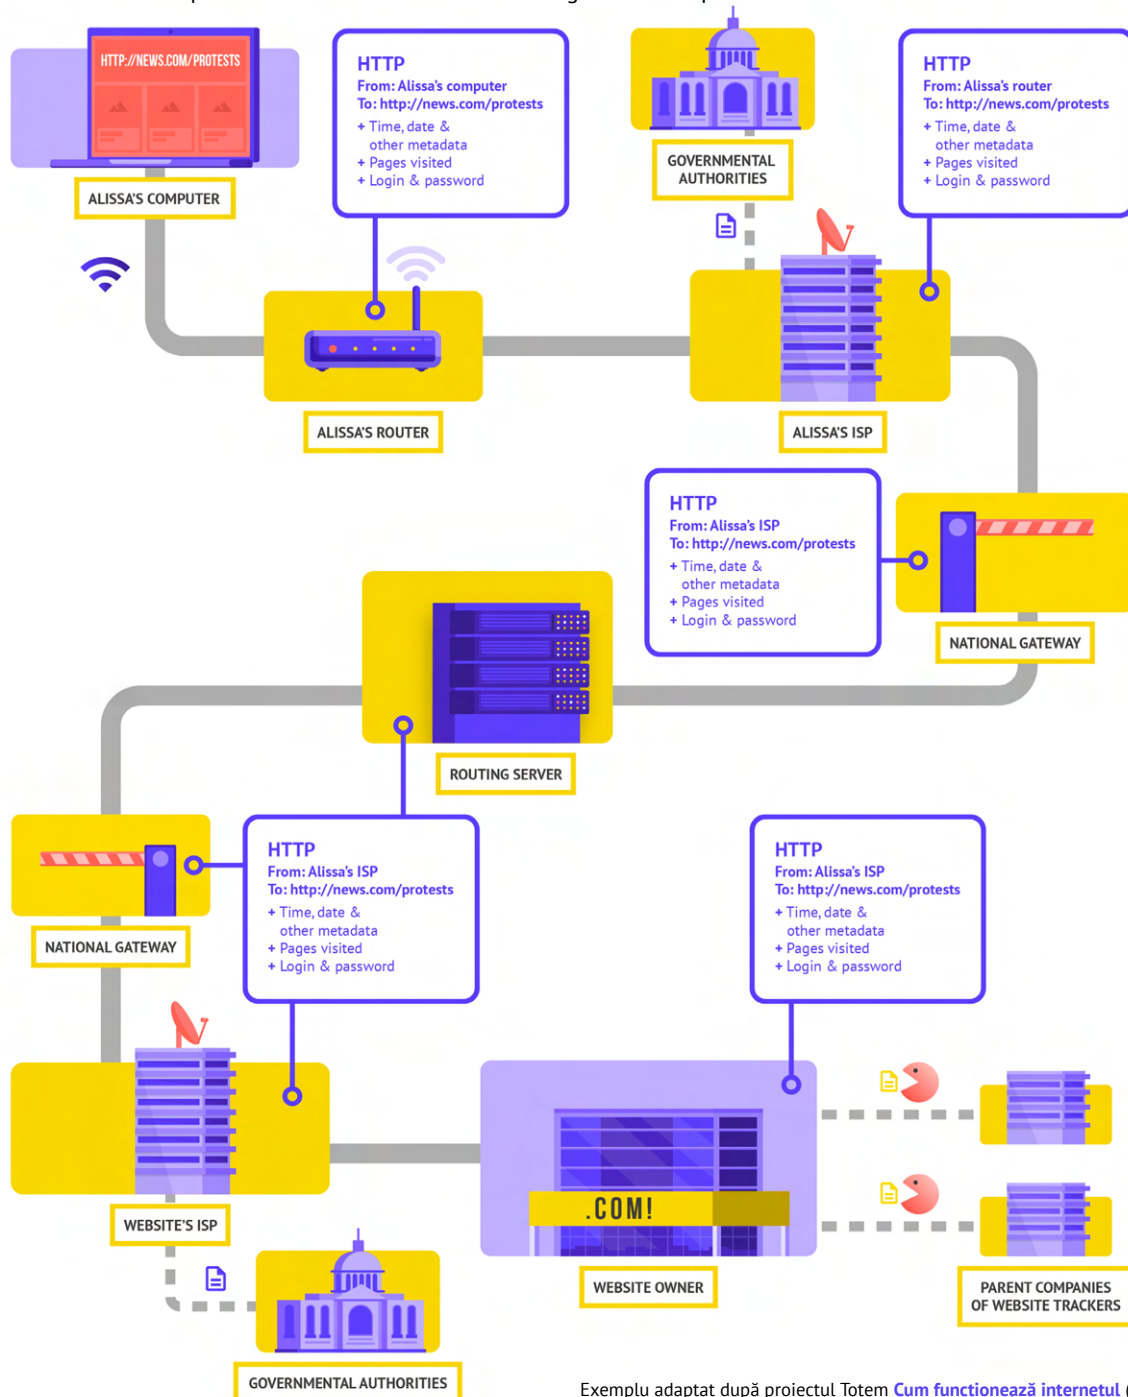 HTTP://NEWS.COM/PROTESTS
ALISSA'S COMPUTER
HTTP
From: Alissa's computer
To: http://news.com/protests
+ Time, date &
other metadata
+ Pages visited
+ Login & password
GOVERNMENTAL
AUTHORITIES
HTTP
From: Alissa's router
To: http://news.com/protests
+ Time, date &
other metadata
+ Pages visited
+ Login & password
ALISSA'S ROUTER
ALISSA'S ISP
HTTP
From: Alissa's ISP
To: http://news.com/protests
+ Time, date &
other metadata
+ Pages visited
+ Login & password
NATIONAL GATEWAY
ROUTING SERVER
NATIONAL GATEWAY
HTTP
From: Alissa's ISP
To: http://news.com/protests
+ Time, date &
other metadata
+ Pages visited
+ Login & password
HTTP
From: Alissa's ISP
To: http://news.com/protests
+ Time, date &
other metadata
+ Pages visited
+ Login & password
WEBSITE'S ISP
.COM!
WEBSITE OWNER
PARENT COMPANIES
OF WEBSITE TRACKERS
GOVERNMENTAL AUTHORITIES
Exemplu adaptat după proiectul Totem Cum funcționează internetul